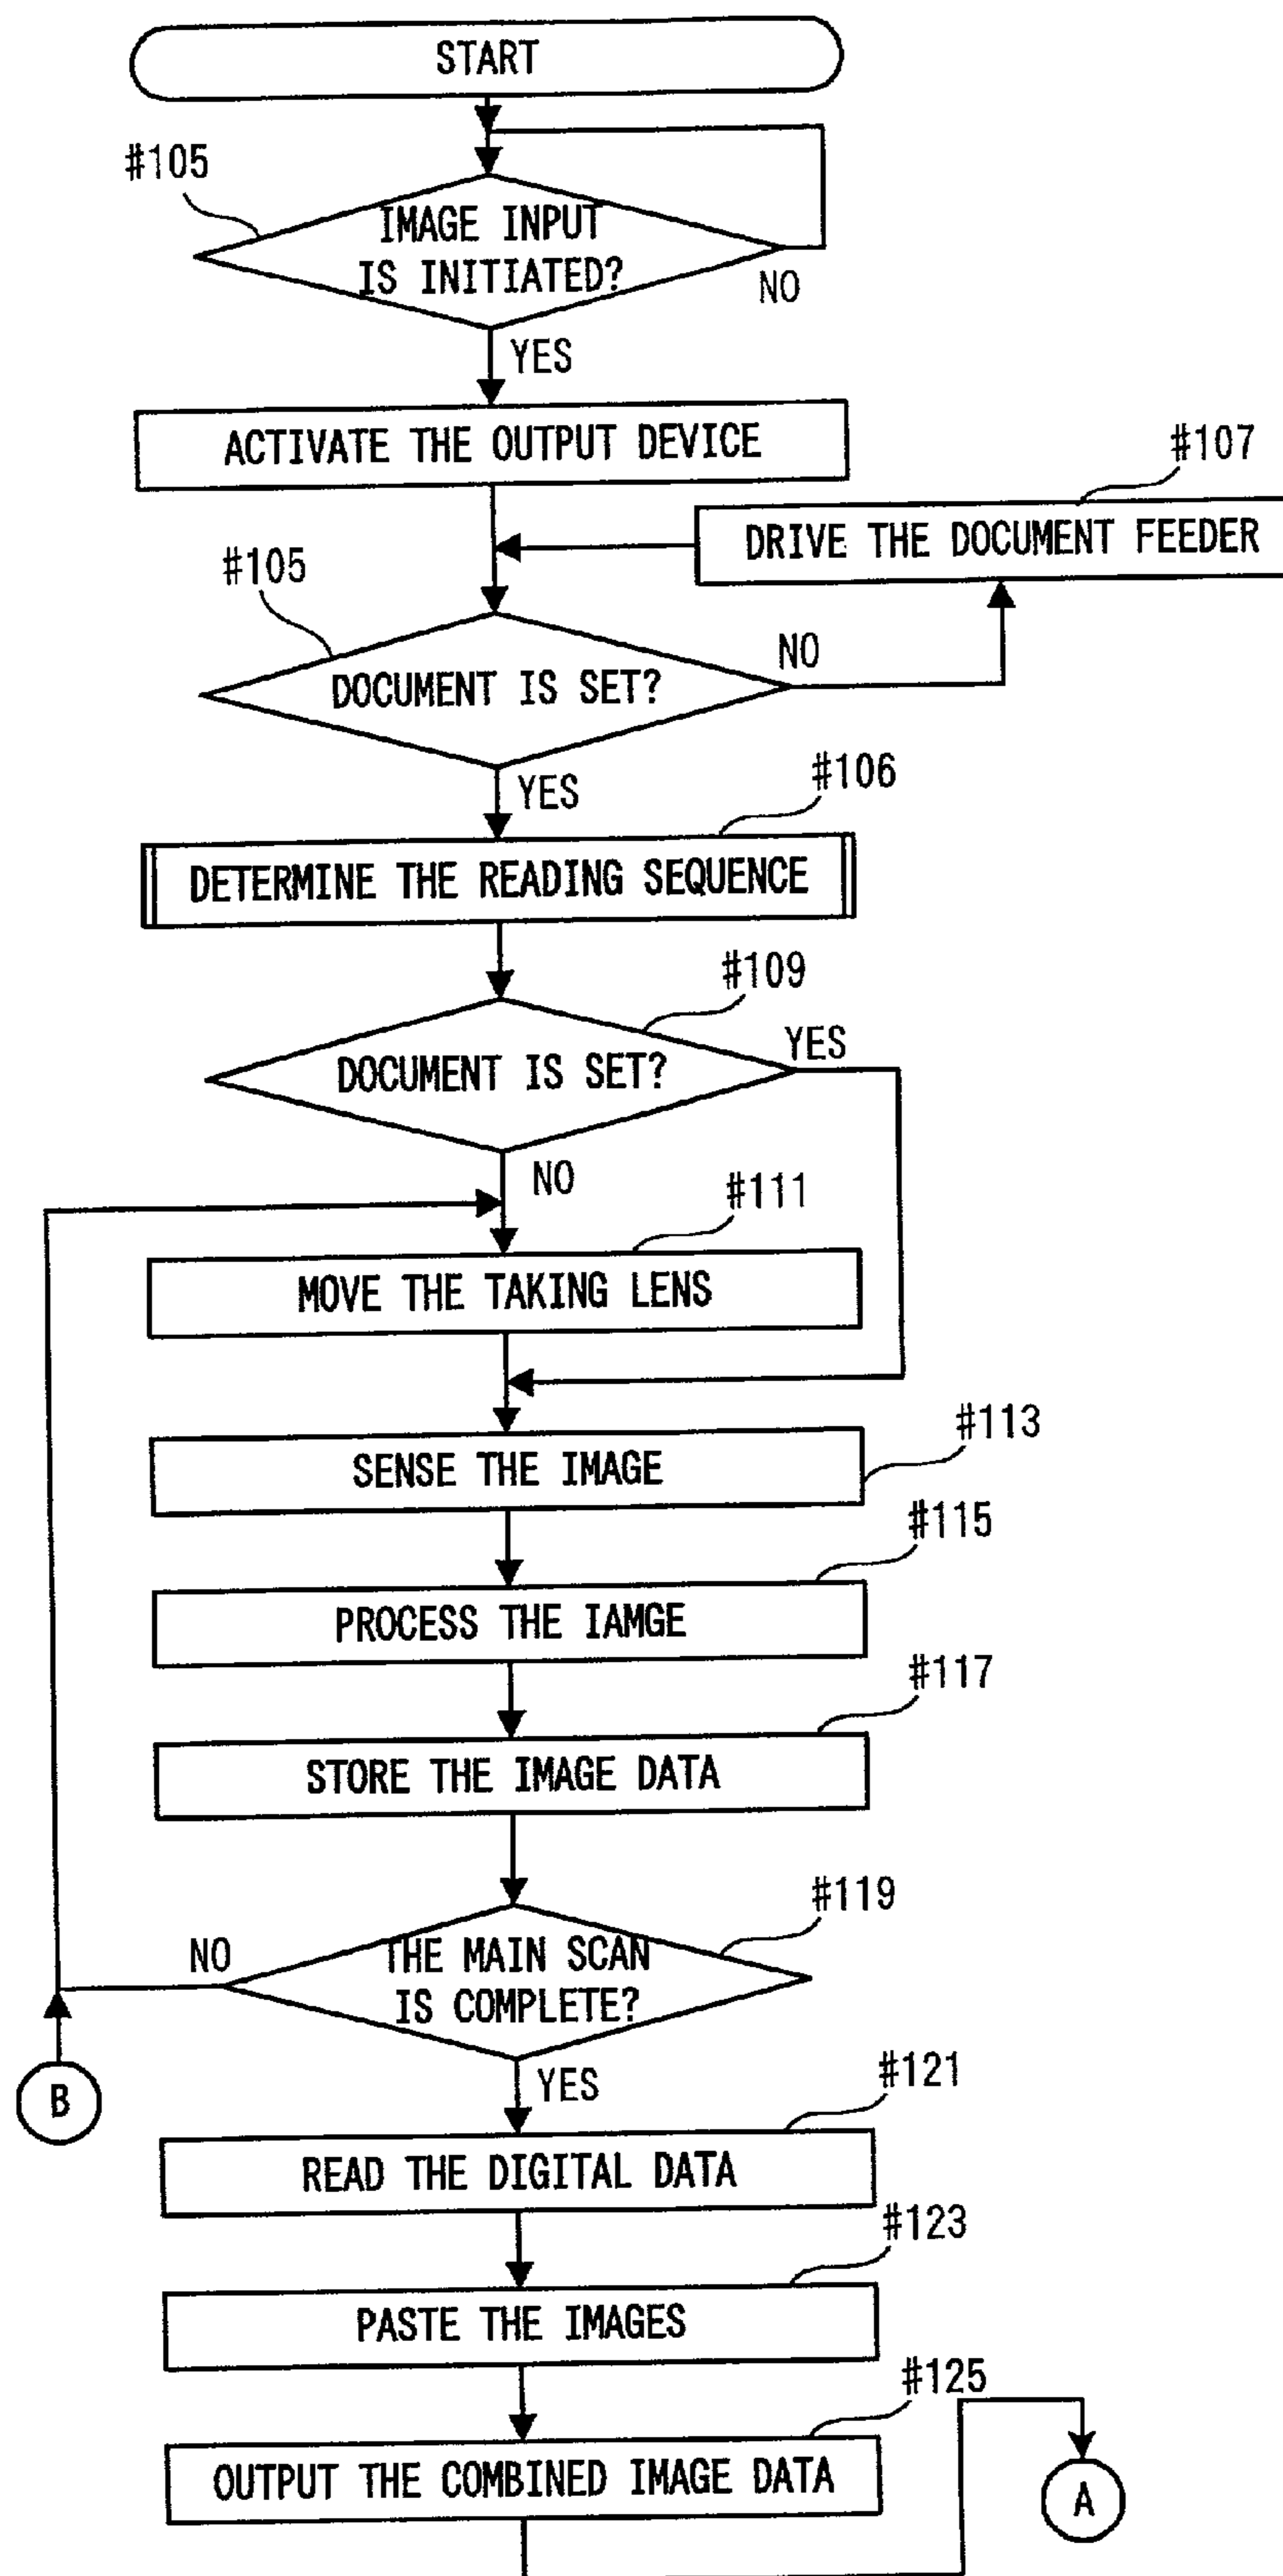 START
#105
IMAGE INPUT
IS INITIATED?
NO
YES
ACTIVATE THE OUTPUT DEVICE
#107
DRIVE THE DOCUMENT FEEDER
#105
DOCUMENT IS SET?
NO
YES
#106
DETERMINE THE READING SEQUENCE
#109
DOCUMENT IS SET?
YES
NO
#111
MOVE THE TAKING LENS
#113
SENSE THE IMAGE
#115
PROCESS THE IAMGE
#117
STORE THE IMAGE DATA
#119
THE MAIN SCAN
IS COMPLETE?
NO
YES
B
#121
READ THE DIGITAL DATA
#123
PASTE THE IMAGES
#125
OUTPUT THE COMBINED IMAGE DATA
A